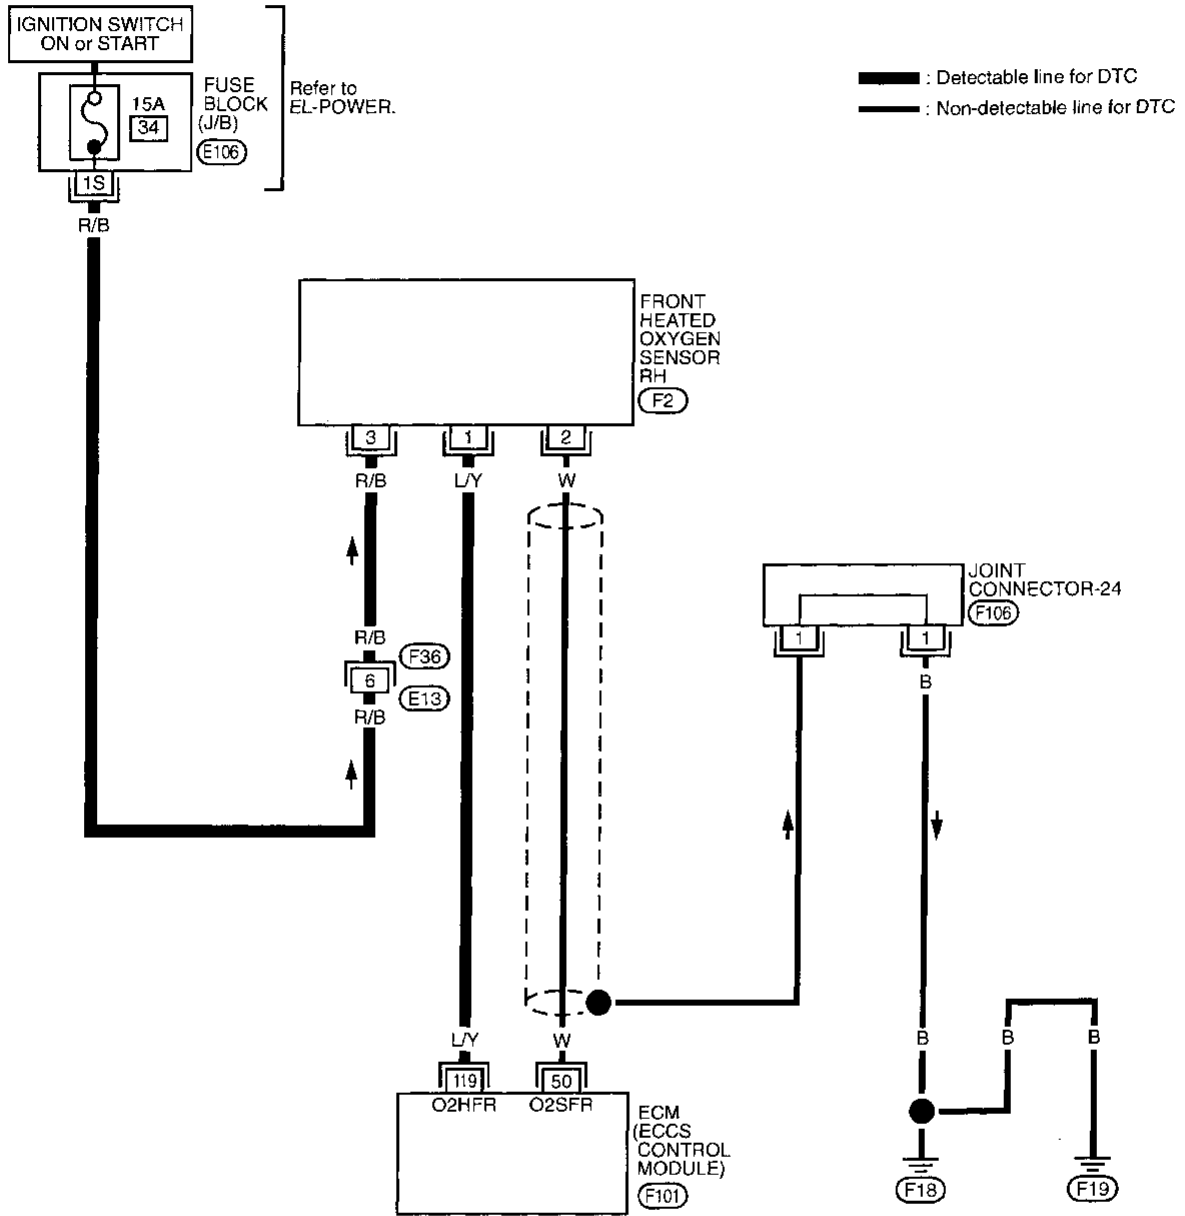 IGNITION SWITCH
ON or START
FUSE
BLOCK
(J/B)
E106
15A
34
Refer to
EL-POWER.
1S
R/B
: Detectable line for DTC
: Non-detectable line for DTC
FRONT
HEATED
OXYGEN
SENSOR
RH
F2
3
1
2
R/B
L/Y
W
R/B
F36
6
E13
R/B
JOINT
CONNECTOR-24
F106
1
1
B
L/Y
W
B
B
B
119
50
O2HFR
O2SFR
ECM
(ECCS
CONTROL
MODULE)
F101
F18
F19